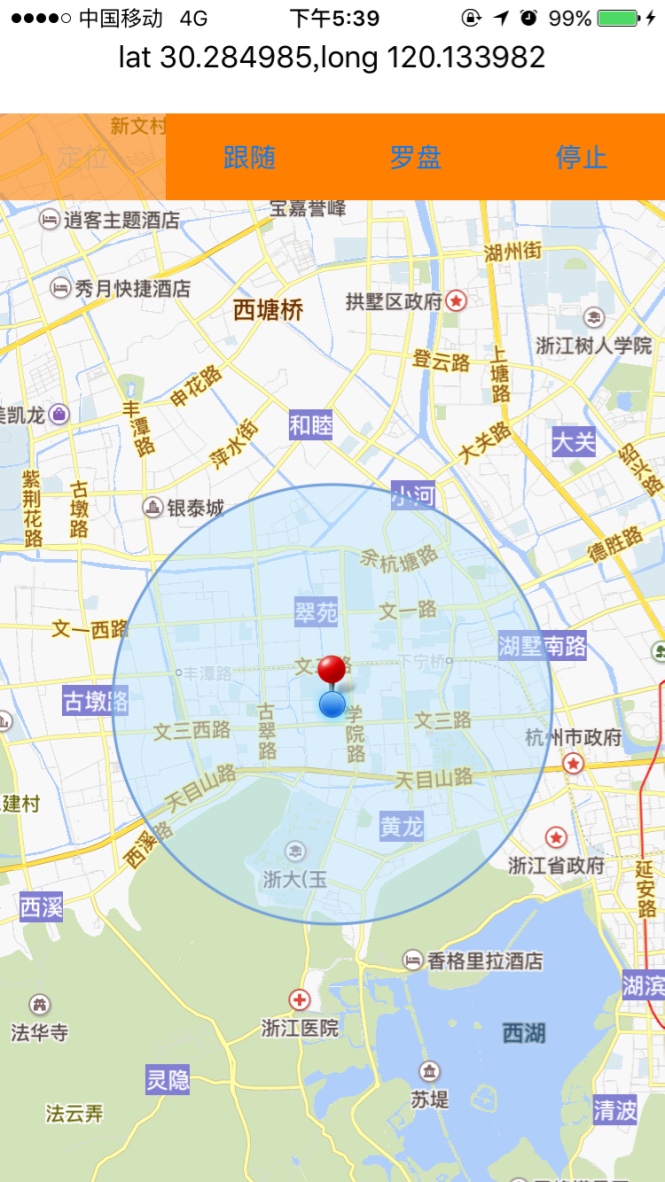 中国移动 4G 下午5:39 99%
lat 30.284985,long 120.133982
新文村
定位 跟随 罗盘 停止
宝嘉誉峰
逍客主题酒店
湖州街
秀月快捷酒店
西塘桥
拱墅区政府
浙江树人学院
登云路
上塘路
申花路
丰潭路
美凯龙
和睦
萍水街
大关路
大关
绍兴路
紫荆花路
古墩路
银泰城
小河
德胜路
余杭塘路
翠苑
文一路
文一西路
湖墅南路
丰潭路
下宁桥
古墩路
古翠路
学院路
文三西路
文三路
杭州市政府
天目山路
天目山路
建村
西溪路
黄龙
浙大(玉
浙江省政府
延安路
西溪
香格里拉酒店
湖滨
法华寺
浙江医院
西湖
灵隐
苏堤
法云弄
清波